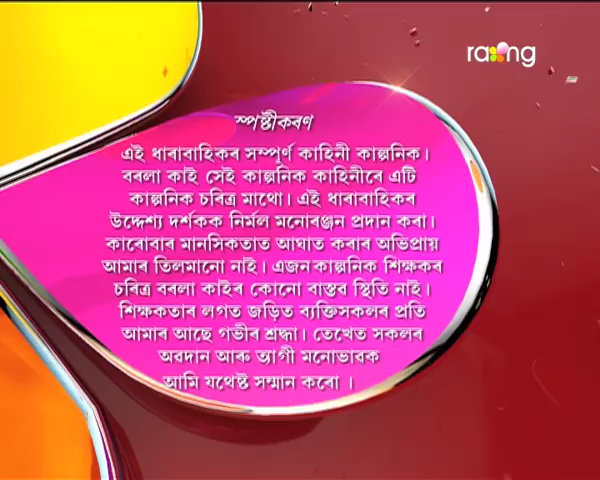 rang
স্পষ্টীকৰণ
এই ধাৰাবাহিকৰ সম্পূৰ্ণ কাহিনী কাল্পনিক।
বৰলা কাই সেই কাল্পনিক কাহিনীৰে এটি
কাল্পনিক চৰিত্ৰ মাথো। এই ধাৰাবাহিকৰ
উদ্দেশ্য দৰ্শকক নিৰ্মল মনোৰঞ্জন প্ৰদান কৰা।
কাৰোবাৰ মানসিকতাত আঘাত কৰাৰ অভিপ্ৰায়
আমাৰ তিলমানো নাই। এজন কাল্পনিক শিক্ষকৰ
চৰিত্ৰ বৰলা কাইৰ কোনো বাস্তৱ স্থিতি নাই।
শিক্ষকতাৰ লগত জড়িত ব্যক্তিসকলৰ প্ৰতি
আমাৰ আছে গভীৰ শ্ৰদ্ধা। তেখেত সকলৰ
অৱদান আৰু ত্যাগী মনোভাৱক
আমি যথেষ্ট সন্মান কৰো ।